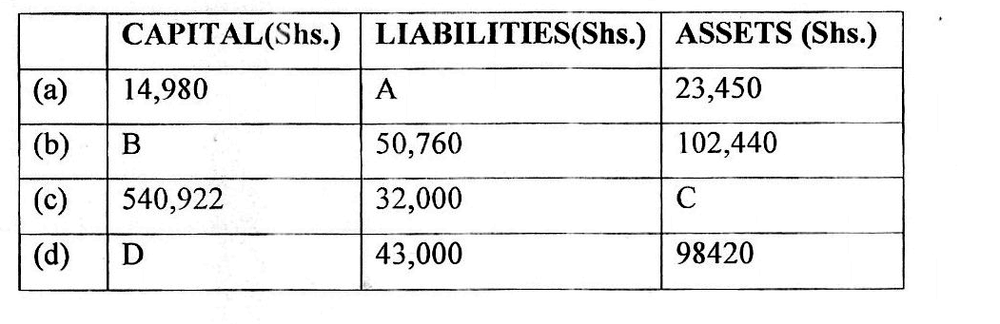 CAPITAL(Shs.) LIABILITIES(Shs.) ASSETS (Shs.)
(a) 14,980 A 23,450
(b) B 50,760 102,440
(c) 540,922 32,000 C
(d) D 43,000 98420